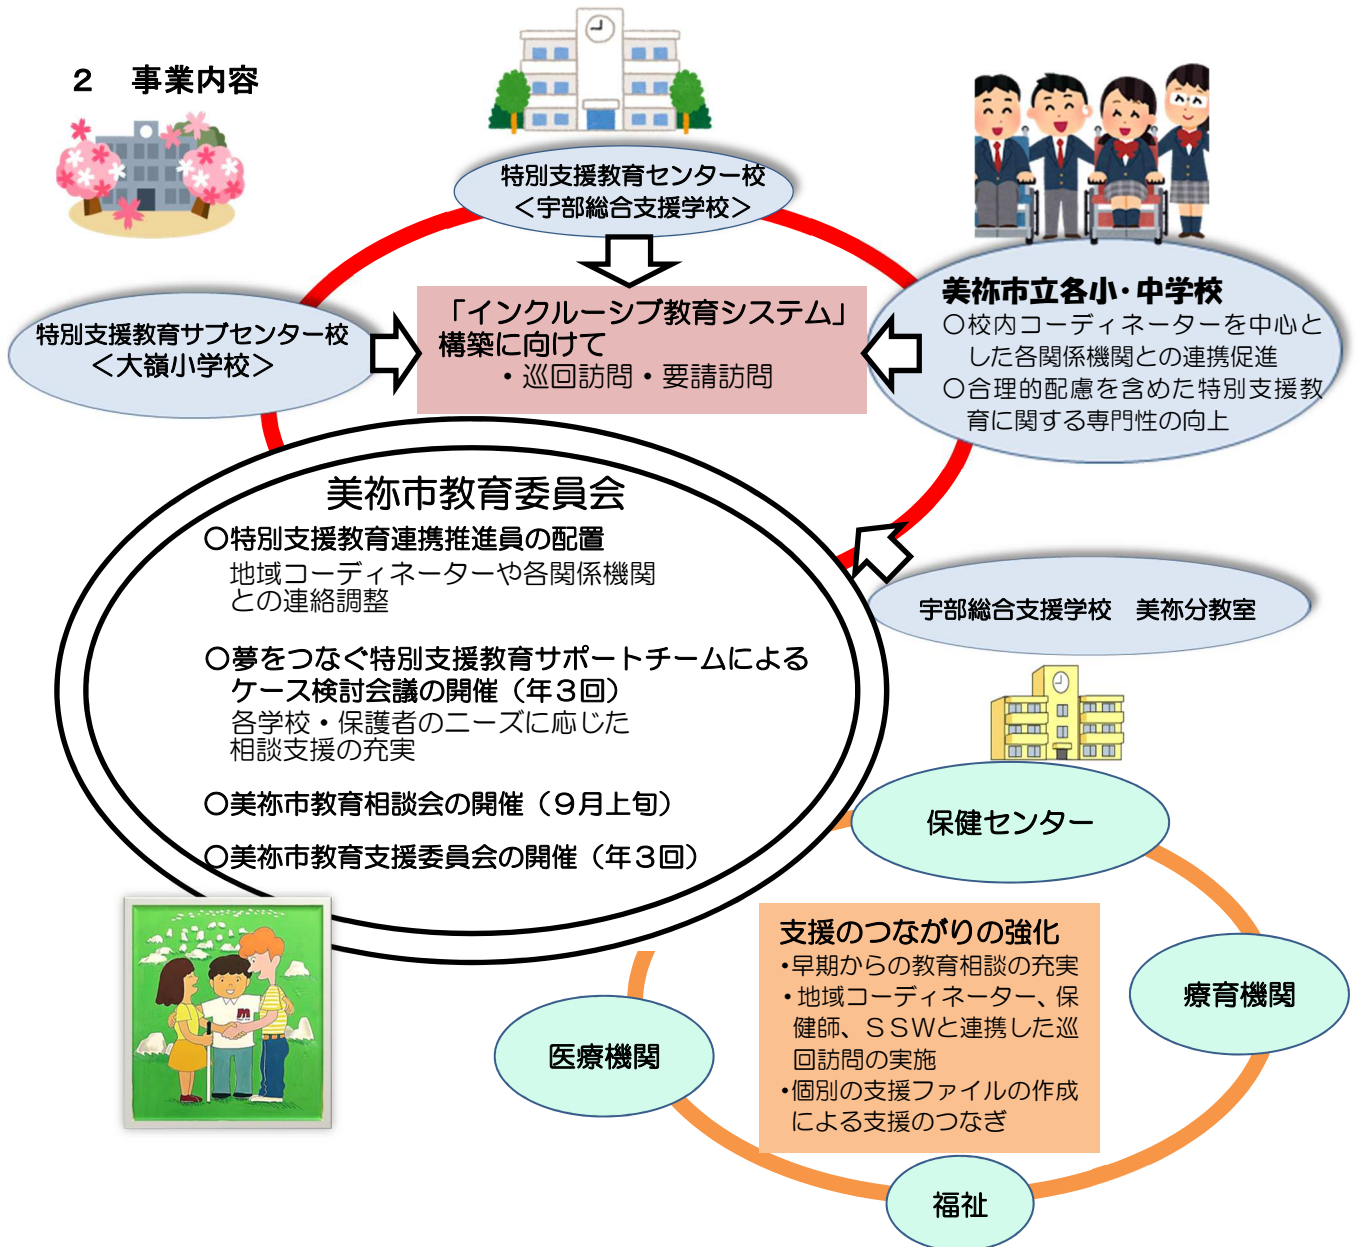 ２　事業内容
特別支援教育センター校
＜宇部総合支援学校＞
特別支援教育サブセンター校
＜大嶺小学校＞
「インクルーシブ教育システム」
構築に向けて
・巡回訪問・要請訪問
美祢市立各小・中学校
○校内コーディネーターを中心と
した各関係機関との連携促進
○合理的配慮を含めた特別支援教
育に関する専門性の向上
美祢市教育委員会
○特別支援教育連携推進員の配置
地域コーディネーターや各関係機関
との連絡調整
○夢をつなぐ特別支援教育サポートチームによる
ケース検討会議の開催（年３回）
各学校・保護者のニーズに応じた
相談支援の充実
○美祢市教育相談会の開催（９月上旬）
○美祢市教育支援委員会の開催（年３回）
宇部総合支援学校　美祢分教室
保健センター
支援のつながりの強化
・早期からの教育相談の充実
・地域コーディネーター、保
健師、ＳＳＷと連携した巡
回訪問の実施
・個別の支援ファイルの作成
による支援のつなぎ
療育機関
医療機関
福祉